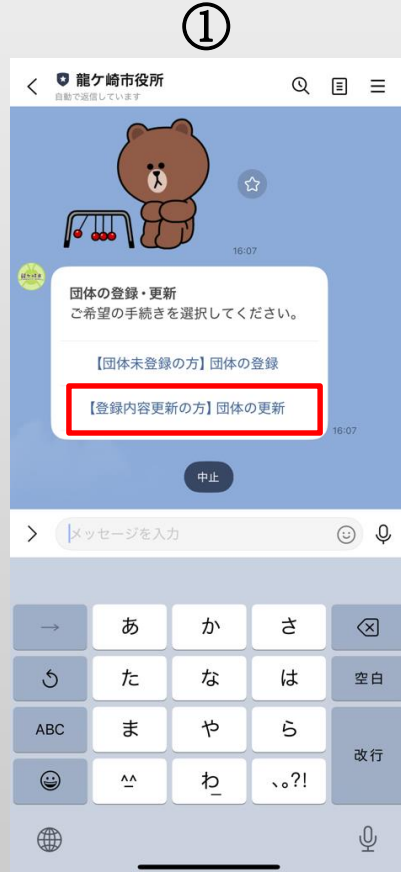 ①
龍ケ崎市役所
自動で返信しています
16:07
団体の登録・更新
ご希望の手続きを選択してください。
【団体未登録の方】団体の登録
【登録内容更新の方】団体の更新
16:07
中止
メッセージを入力
→ あ か さ
た な は 空白
ABC ま や ら 改行
^^ わ 、。?!